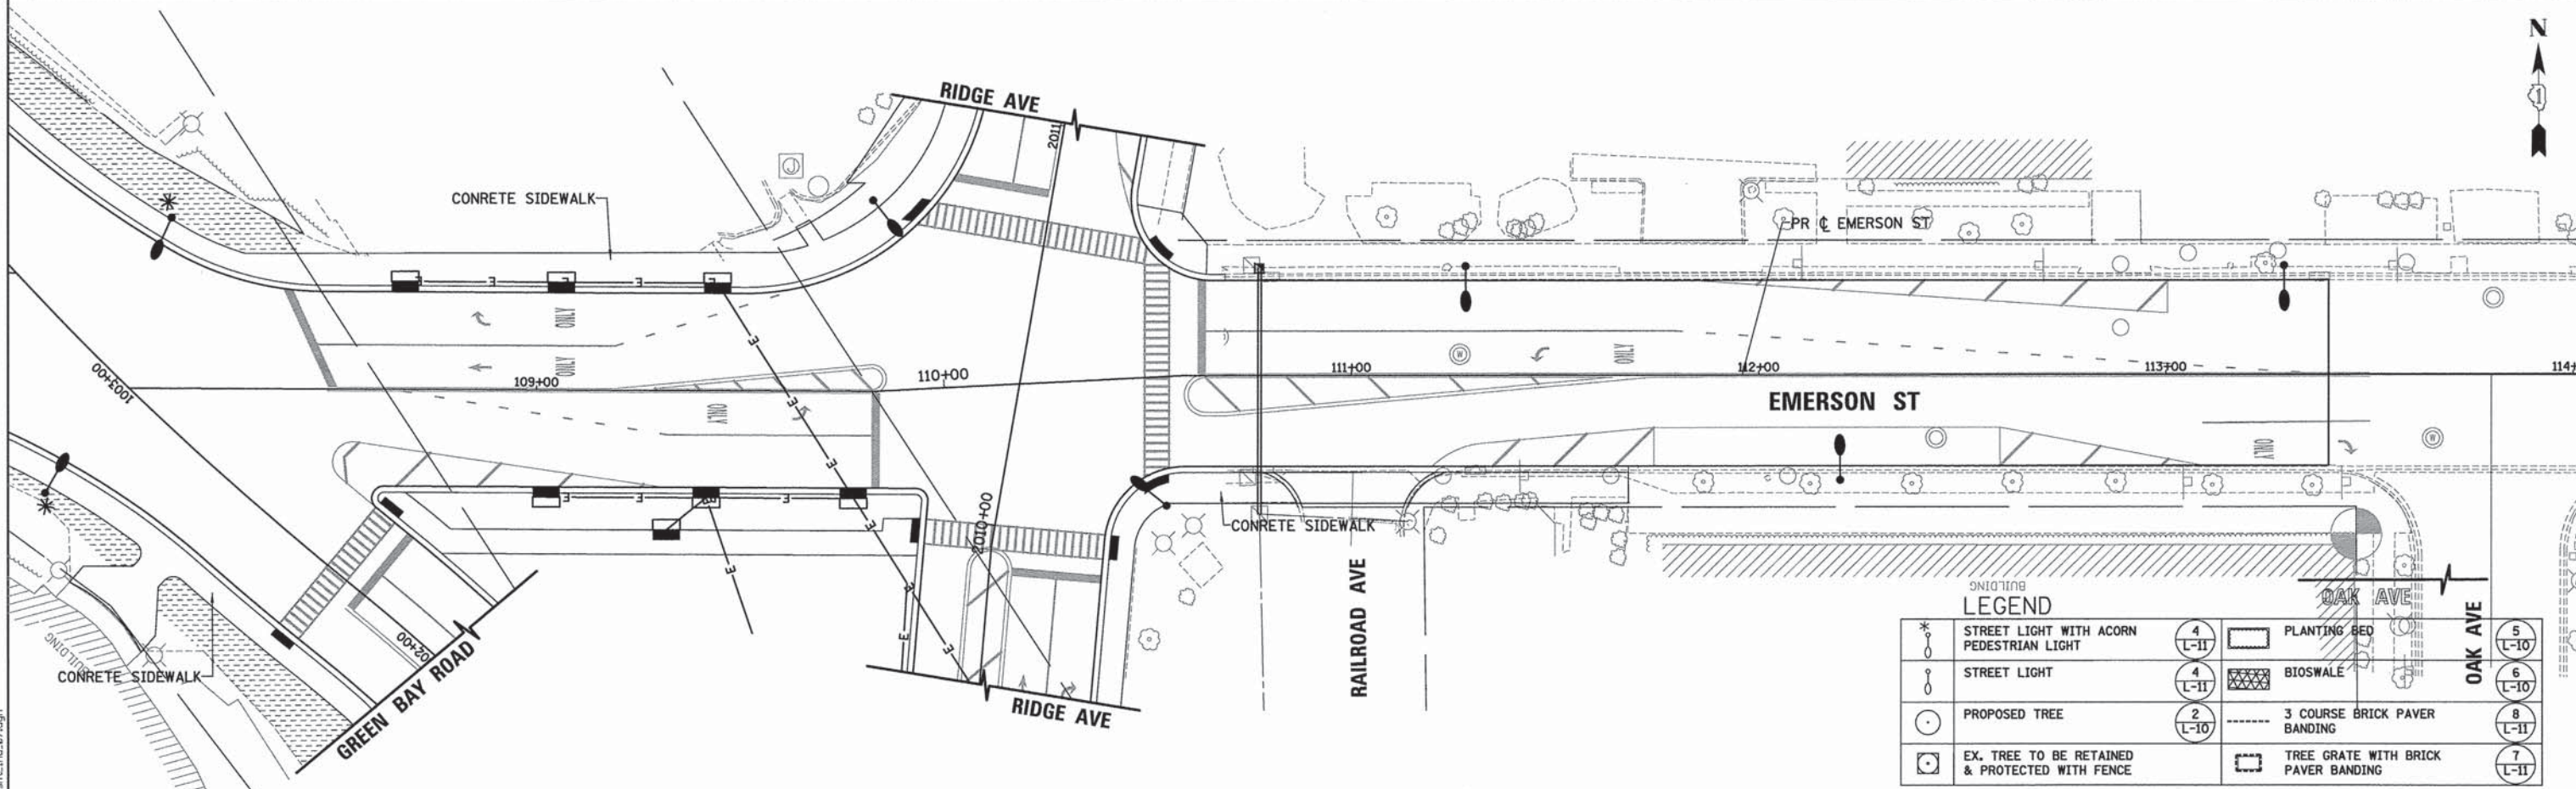 N
RIDGE AVE
2011
CONRETE SIDEWALK
PR ℄ EMERSON ST
E
E
ONLY
ONLY
E
1003+00
109+00
110+00
111+00
112+00
113+00
ONLY
W
ONLY
EMERSON ST
E
E
W
ONLY
E
E
E
E
2010+00
CONRETE SIDEWALK
E
E
E
E
BUILDING
RIDGE AVE
RAILROAD AVE
GREEN BAY ROAD
CONRETE SIDEWALK
BUILDING
OAK AVE
OAK AVE
LEGEND
STREET LIGHT WITH ACORN
PEDESTRIAN LIGHT
4
L-11
PLANTING BED
5
L-10
STREET LIGHT
4
L-11
BIOSWALE
6
L-10
PROPOSED TREE
2
L-10
3 COURSE BRICK PAVER
BANDING
8
L-11
EX. TREE TO BE RETAINED
& PROTECTED WITH FENCE
TREE GRATE WITH BRICK
PAVER BANDING
7
L-11